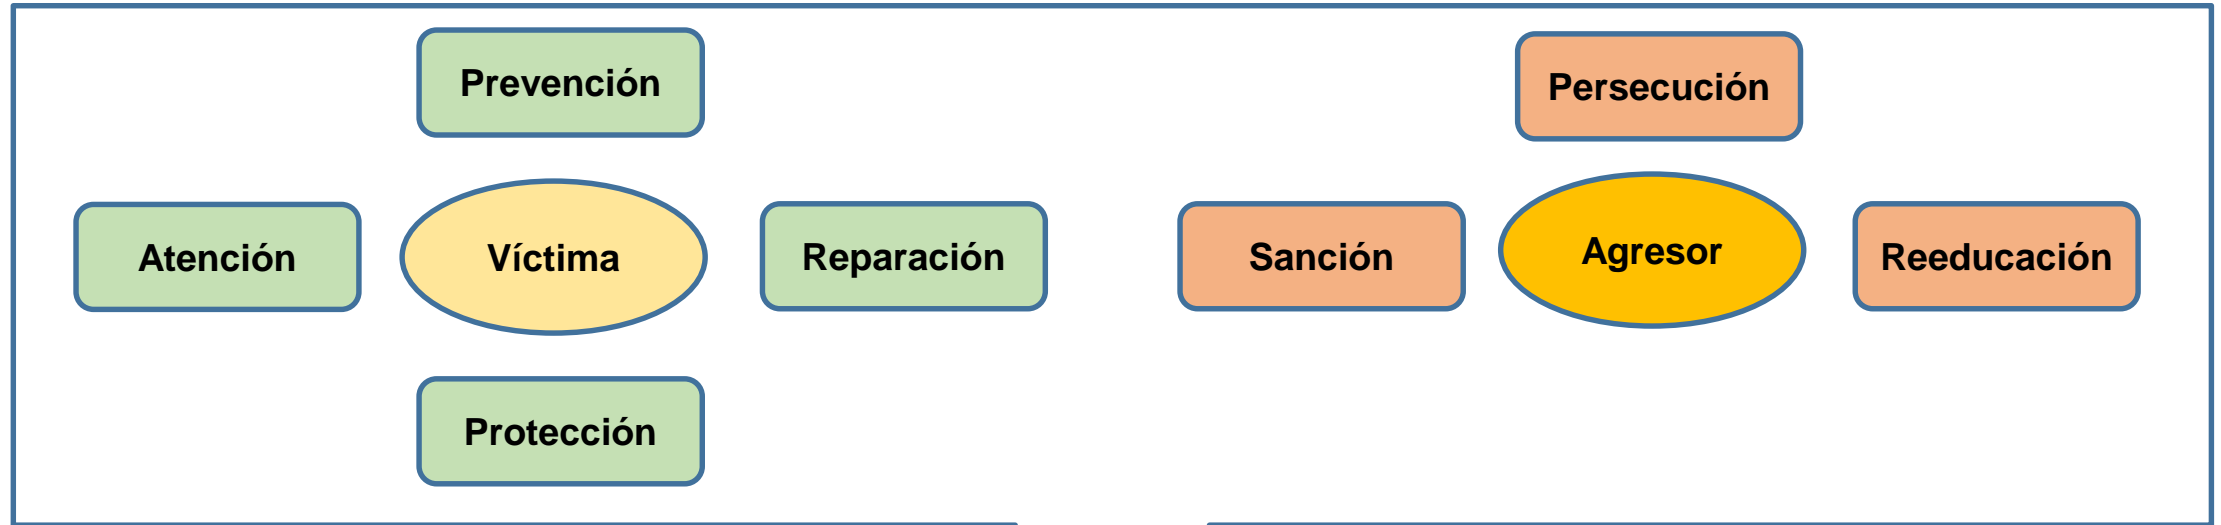 Prevención
Persecución
Atención
Víctima
Reparación
Sanción
Agresor
Reeducación
Protección